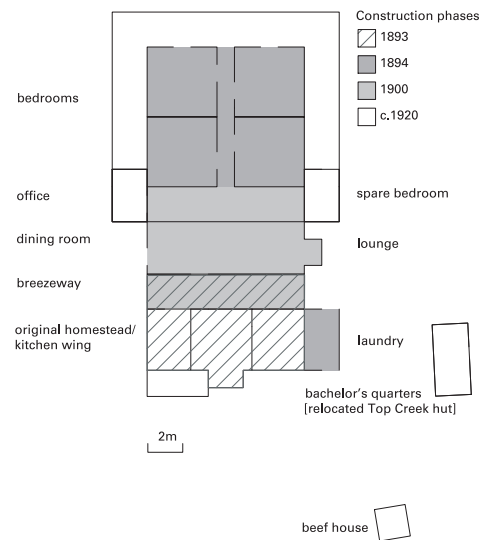 Construction phases
1893
1894
1900
c.1920
bedrooms
office
spare bedroom
dining room
lounge
breezeway
original homestead/
kitchen wing
laundry
bachelor's quarters
[relocated Top Creek hut]
2m
beef house